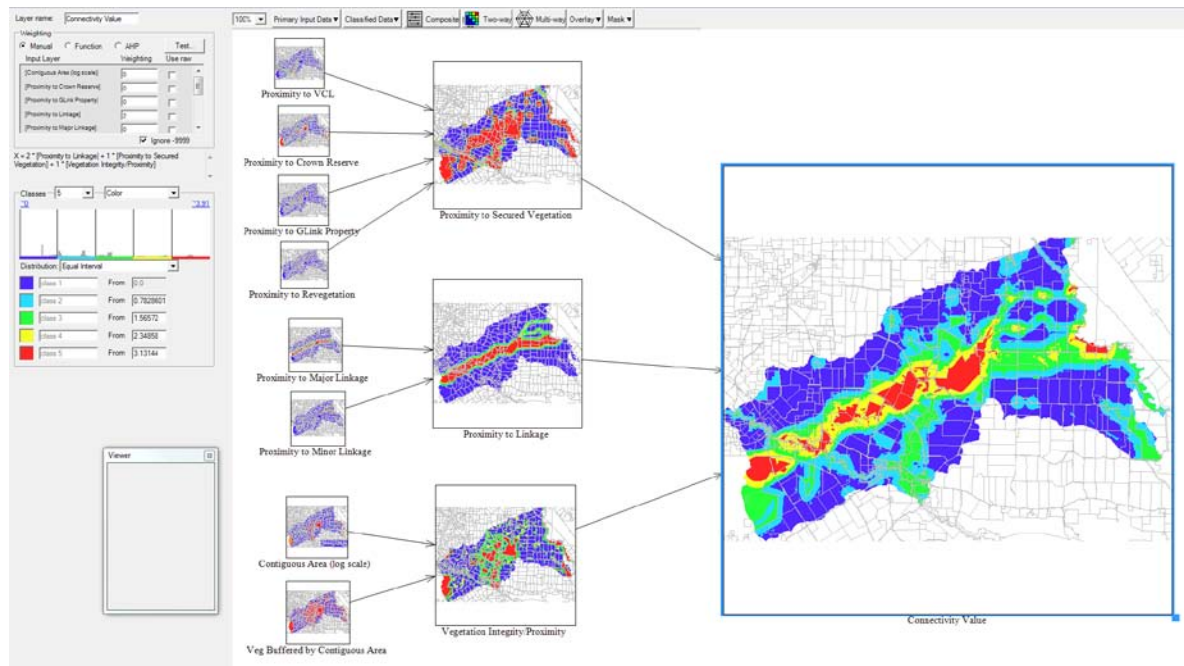 Layer name: Connectivity Value
Weighting
Manual Function AHP Test...
Input Layer Weighting Use raw
[Contiguous Area (log scale) 0
[Proximity to Crown Reserve] 0
[Proximity to GLink Property] 0
[Proximity to Linkage] 2
[Proximity to Major Linkage] 0
Ignore -9999
X = 2 * [Proximity to Linkage] + 1 * [Proximity to Secured
Vegetation] + 1 * [Vegetation Integrity/Proximity]
Classes 5 Color
Distribution: Equal Interval
class 1 From 0.0
class 2 From 0.7828601
class 3 From 1.56572
class 4 From 2.34858
class 5 From 3.13144
Viewer
100% Primary Input Data Classified Data Composite Two-way Multi-way Overlay Mask
Proximity to VCL
Proximity to Crown Reserve
Proximity to GLink Property
Proximity to Revegetation
Proximity to Secured Vegetation
Proximity to Major Linkage
Proximity to Minor Linkage
Proximity to Linkage
Contiguous Area (log scale)
Veg Buffered by Contiguous Area
Vegetation Integrity/Proximity
Connectivity Value